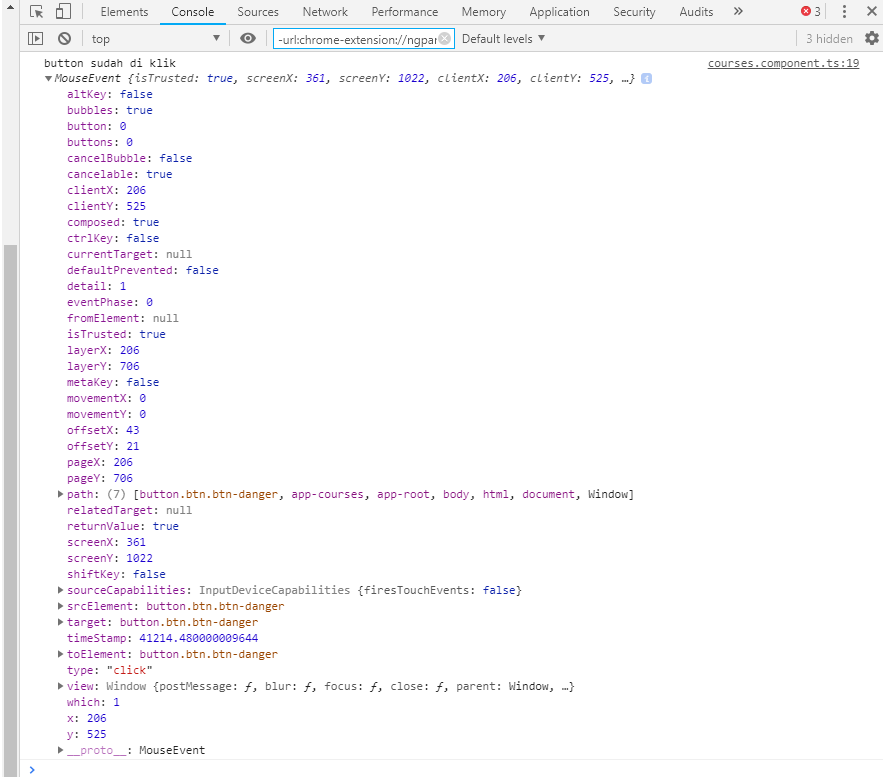 Elements Console Sources Network Performance Memory Application Security Audits » 3
top -url:chrome-extension://ngpar Default levels ▼ 3 hidden
button sudah di klik courses.component.ts:19
MouseEvent {isTrusted: true, screenX: 361, screenY: 1022, clientX: 206, clientY: 525, …}
altKey: false
bubbles: true
button: 0
buttons: 0
cancelBubble: false
cancelable: true
clientX: 206
clientY: 525
composed: true
ctrlKey: false
currentTarget: null
defaultPrevented: false
detail: 1
eventPhase: 0
fromElement: null
isTrusted: true
layerX: 206
layerY: 706
metaKey: false
movementX: 0
movementY: 0
offsetX: 43
offsetY: 21
pageX: 206
pageY: 706
path: (7) [button.btn.btn-danger, app-courses, app-root, body, html, document, Window]
relatedTarget: null
returnValue: true
screenX: 361
screenY: 1022
shiftKey: false
sourceCapabilities: InputDeviceCapabilities {firesTouchEvents: false}
srcElement: button.btn.btn-danger
target: button.btn.btn-danger
timeStamp: 41214.480000009644
toElement: button.btn.btn-danger
type: "click"
view: Window {postMessage: ƒ, blur: ƒ, focus: ƒ, close: ƒ, parent: Window, …}
which: 1
x: 206
y: 525
__proto__: MouseEvent